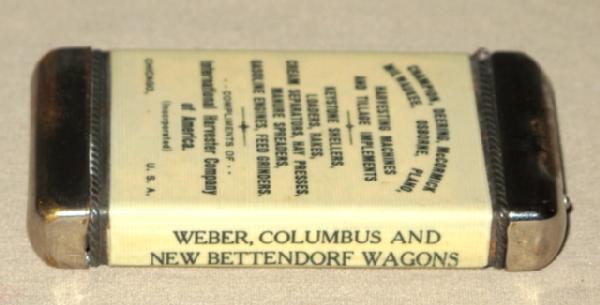 CHAMPION, DEERING, McCORMICK
MILWAUKEE, OSBORNE, PLANO,
HARVESTING MACHINES
AND TILLAGE IMPLEMENTS
KEYSTONE SHELLERS,
LOADERS, RAKES,
CREAM SEPARATORS, HAY PRESSES,
MANURE SPREADERS,
GASOLINE ENGINES, FEED GRINDERS.
·· COMPLIMENTS OF ··
International Harvester Company
of America.
(Incorporated)
CHICAGO, U. S. A.
WEBER, COLUMBUS AND
NEW BETTENDORF WAGONS